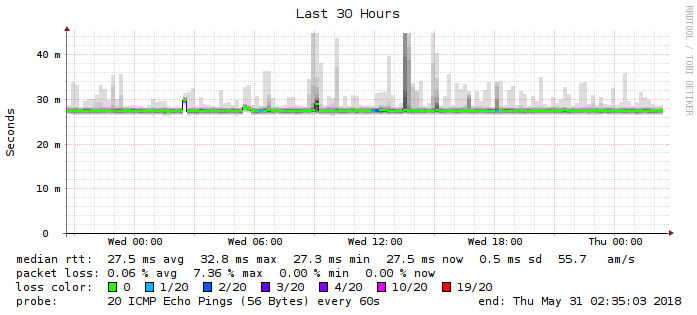 Last 30 Hours
RRDTOOL / TOBI OETIKER
Seconds
40 m
30 m
20 m
10 m
0
Wed 00:00 Wed 06:00 Wed 12:00 Wed 18:00 Thu 00:00
median rtt: 27.5 ms avg 32.8 ms max 27.3 ms min 27.5 ms now 0.5 ms sd 55.7 am/s
packet loss: 0.06 % avg 7.36 % max 0.00 % min 0.00 % now
loss color: 0 1/20 2/20 3/20 4/20 10/20 19/20
probe: 20 ICMP Echo Pings (56 Bytes) every 60s end: Thu May 31 02:35:03 2018